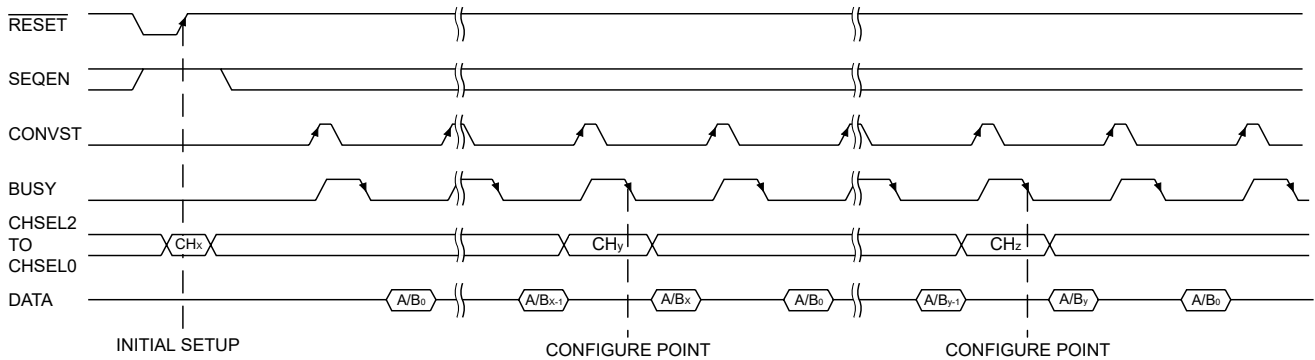 RESET
SEQEN
CONVST
BUSY
CHSEL2
TO
CHSEL0
CHx CHy CHz
DATA
A/B0 A/Bx-1 A/Bx A/B0 A/By-1 A/By A/B0
INITIAL SETUP CONFIGURE POINT CONFIGURE POINT